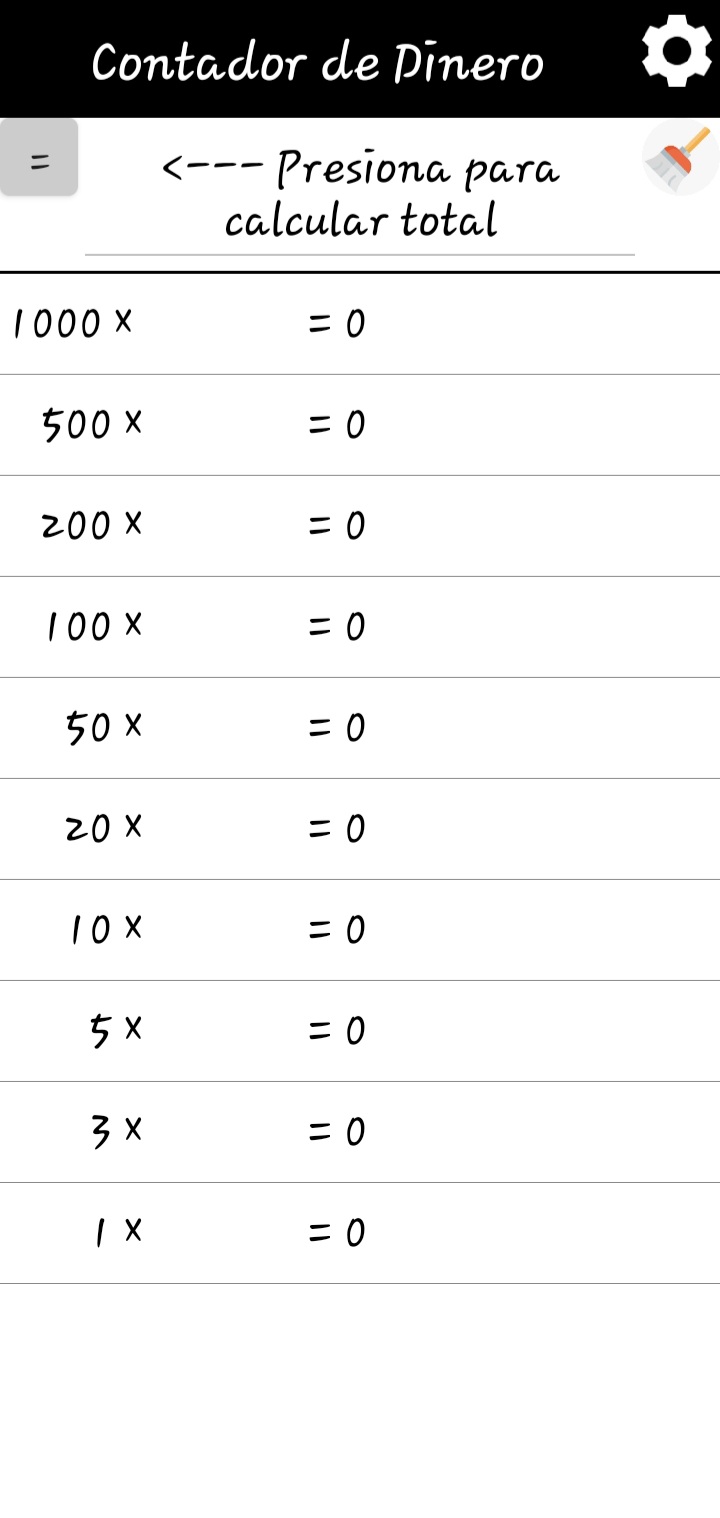 Contador de Dinero
=
<--- Presiona para
calcular total
1000 x = 0
500 x = 0
200 x = 0
100 x = 0
50 x = 0
20 x = 0
10 x = 0
5 x = 0
3 x = 0
1 x = 0